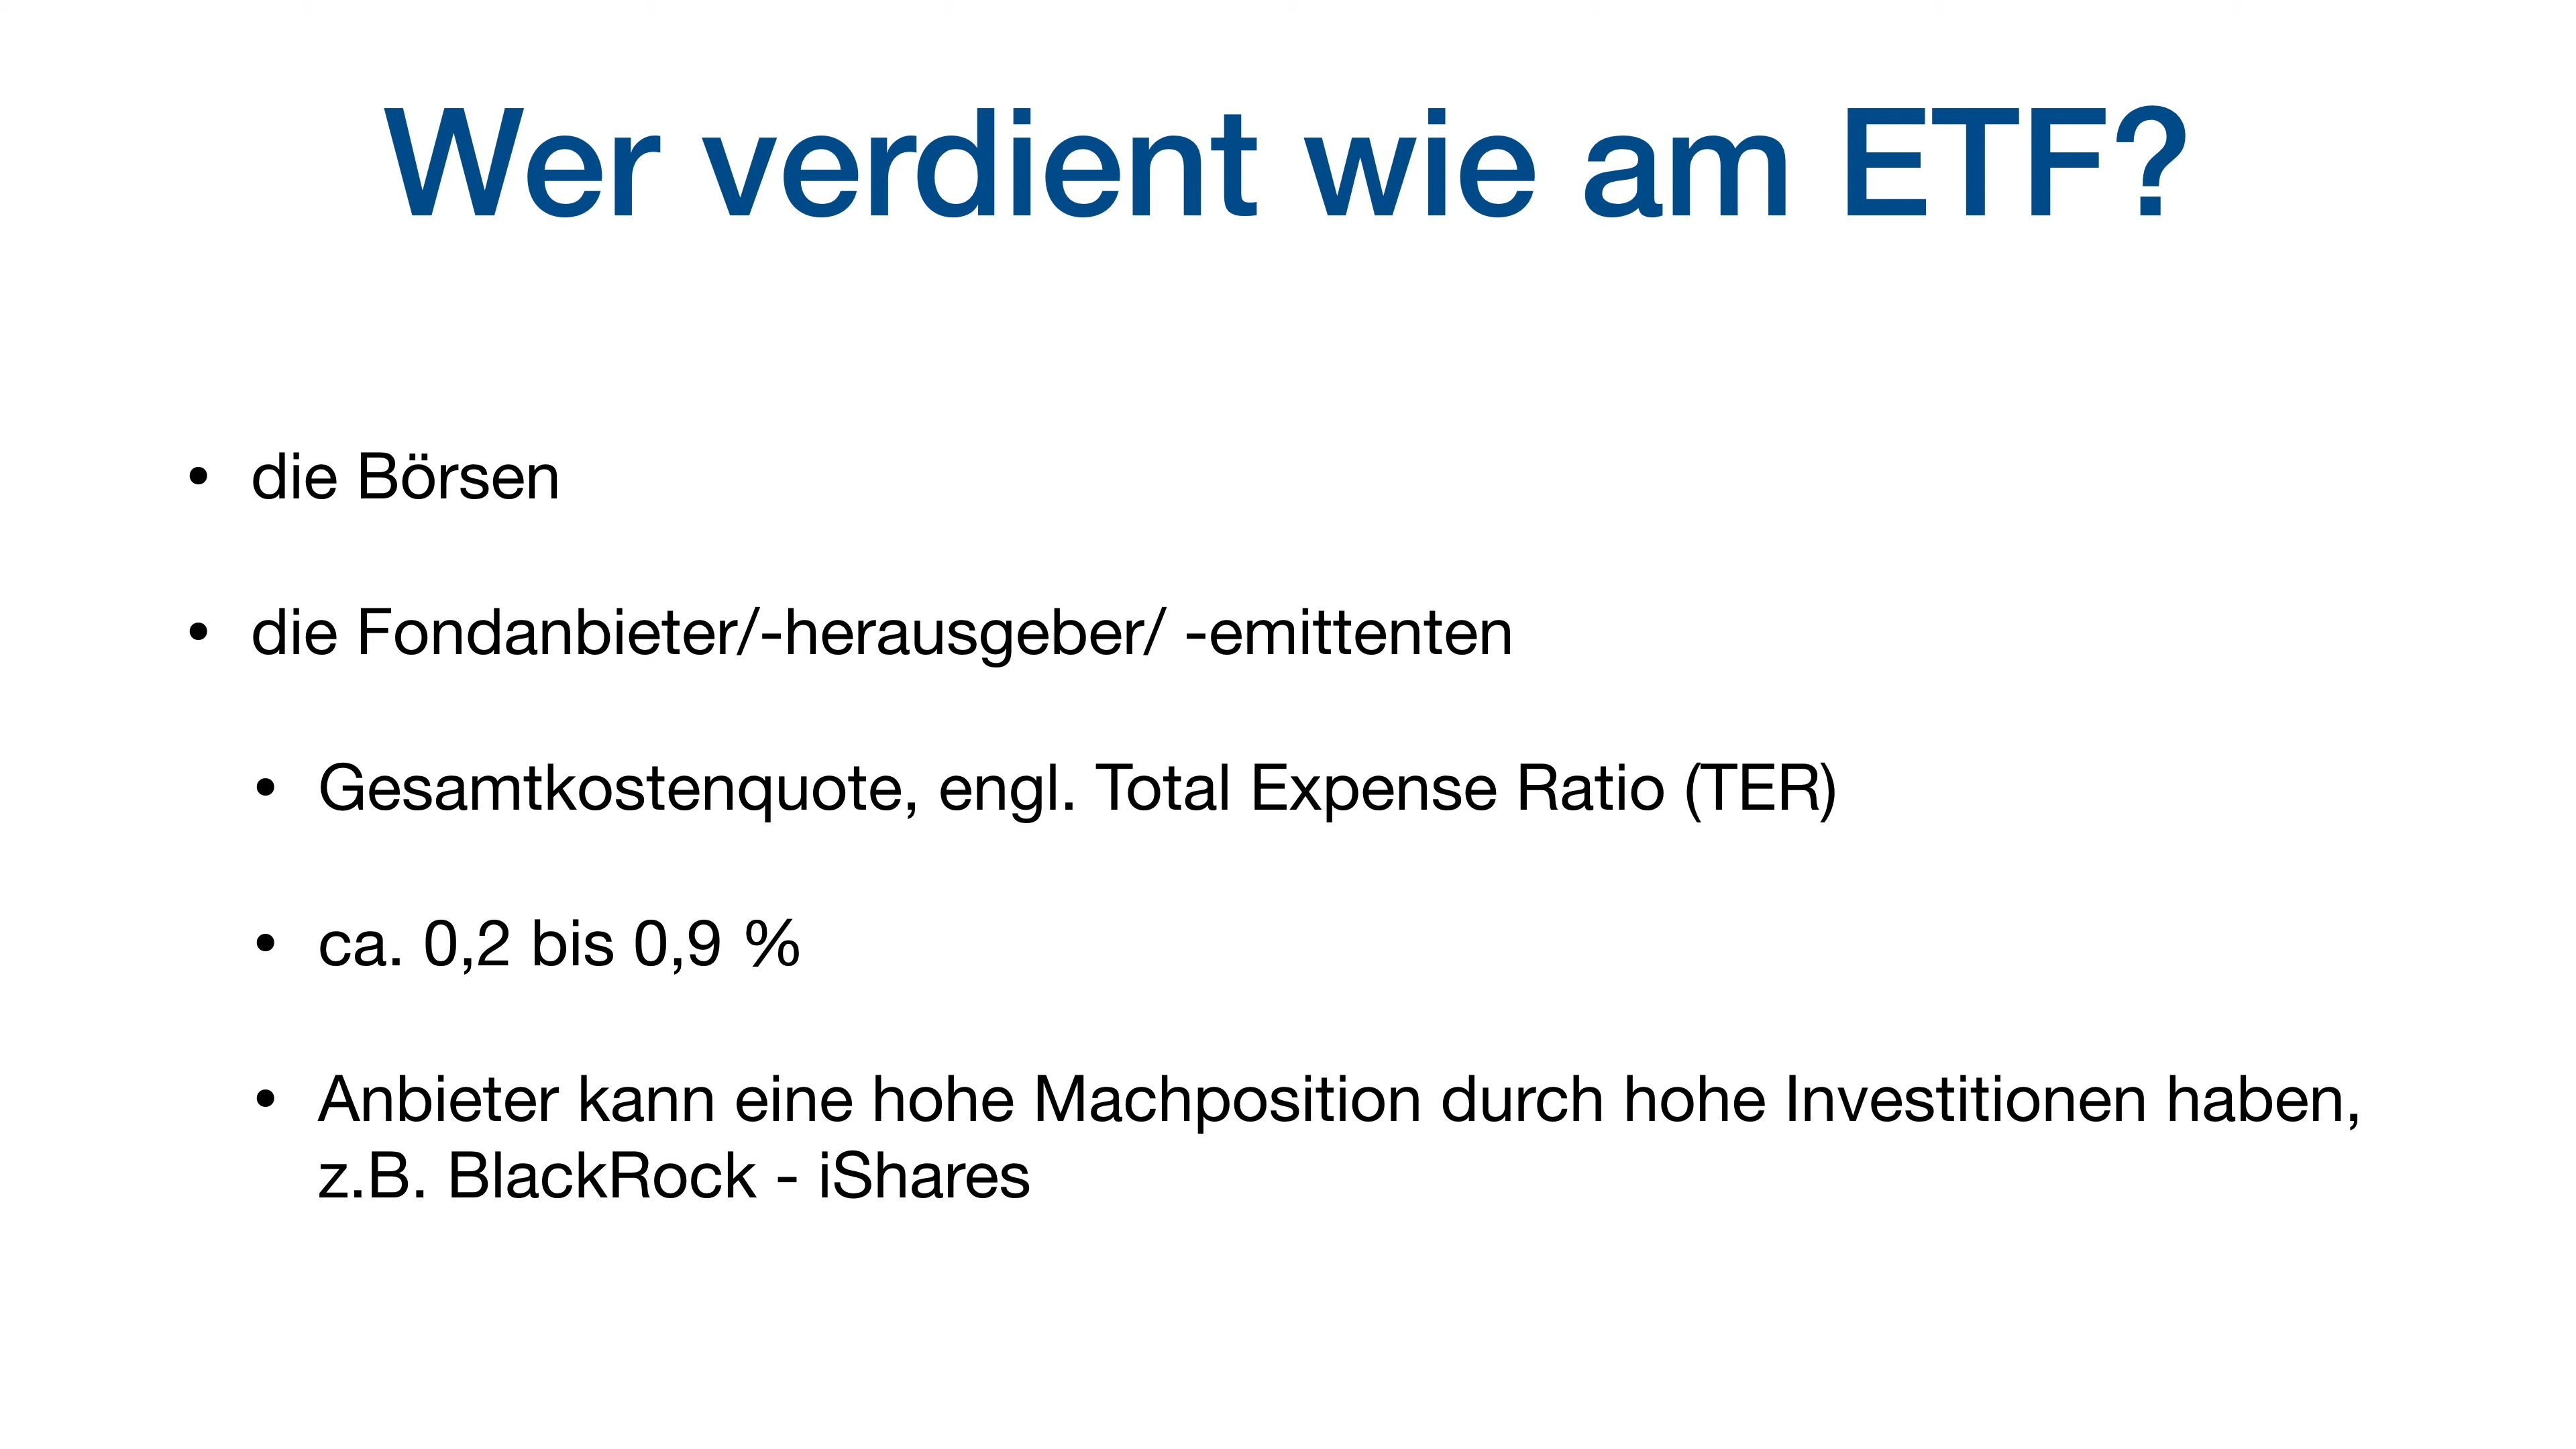 Wer verdient wie am ETF?
• die Börsen
• die Fondanbieter/-herausgeber/ -emittenten
• Gesamtkostenquote, engl. Total Expense Ratio (TER)
• ca. 0,2 bis 0,9 %
• Anbieter kann eine hohe Machposition durch hohe Investitionen haben,
z.B. BlackRock - iShares